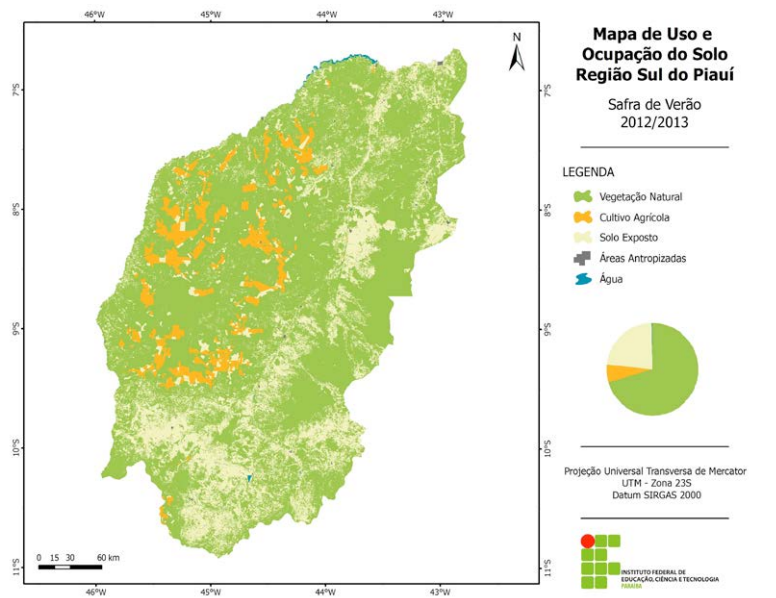 46°W 45°W 44°W 43°W
N
7°S 7°S
8°S 8°S
9°S 9°S
10°S 10°S
11°S 11°S
0 15 30 60 km
46°W 45°W 44°W 43°W
Mapa de Uso e
Ocupação do Solo
Região Sul do Piauí
Safra de Verão
2012/2013
LEGENDA
Vegetação Natural
Cultivo Agrícola
Solo Exposto
Áreas Antropizadas
Água
Projeção Universal Transversa de Mercator
UTM - Zona 23S
Datum SIRGAS 2000
INSTITUTO FEDERAL DE
EDUCAÇÃO, CIÊNCIA E TECNOLOGIA
PARAÍBA